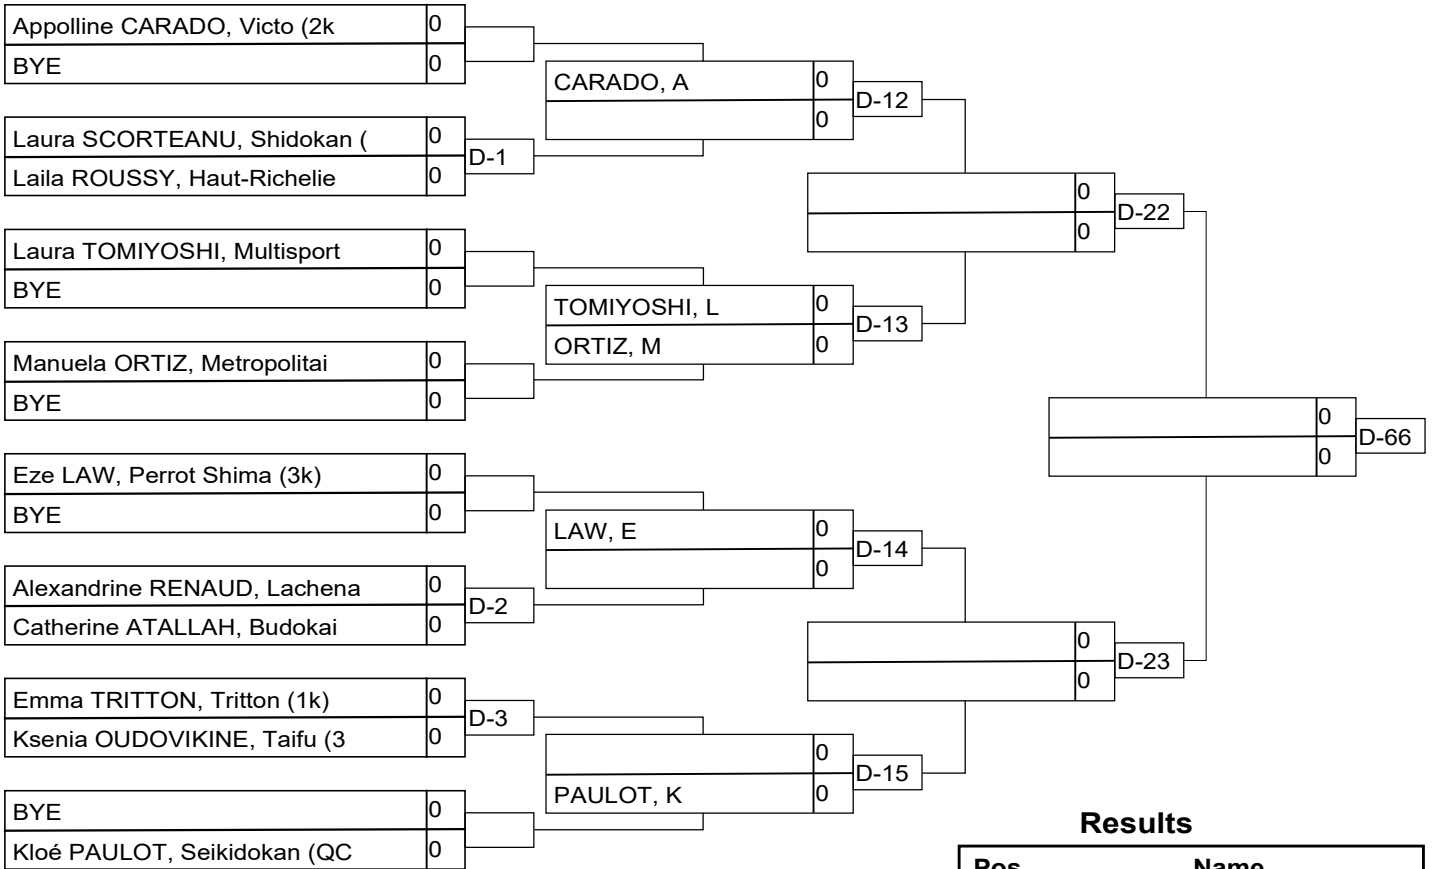 Appolline CARADO, Victo (2k 0
BYE 0
Laura SCORTEANU, Shidokan ( 0
Laila ROUSSY, Haut-Richelie 0
D-1
Laura TOMIYOSHI, Multisport 0
BYE 0
Manuela ORTIZ, Metropolitai 0
BYE 0
Eze LAW, Perrot Shima (3k) 0
BYE 0
Alexandrine RENAUD, Lachena 0
Catherine ATALLAH, Budokai 0
D-2
Emma TRITTON, Tritton (1k) 0
Ksenia OUDOVIKINE, Taifu (3 0
D-3
BYE 0
Kloé PAULOT, Seikidokan (QC 0
CARADO, A 0
0
D-12
TOMIYOSHI, L 0
ORTIZ, M 0
D-13
LAW, E 0
0
D-14
0
PAULOT, K 0
D-15
0
0
D-22
0
0
D-23
0
0
D-66
Results
Pos Name